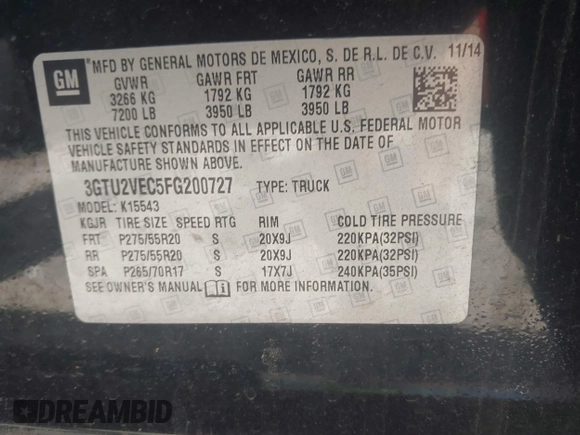 GM
*MFD BY GENERAL MOTORS DE MEXICO, S. DE R.L. DE C.V. 11/14
GVWR GAWR FRT GAWR RR
3266 KG 1792 KG 1792 KG
7200 LB 3950 LB 3950 LB
THIS VEHICLE CONFORMS TO ALL APPLICABLE U.S. FEDERAL MOTOR
VEHICLE SAFETY STANDARDS IN EFFECT ON THE DATE OF
MANUFACTURE SHOWN ABOVE.
3GTU2VEC5FG200727 TYPE: TRUCK
MODEL: K15543
KGJR TIRE SIZE SPEED RTG RIM COLD TIRE PRESSURE
FRT P275/55R20 S 20X9J 220KPA(32PSI)
RR P275/55R20 S 20X9J 220KPA(32PSI)
SPA P265/70R17 S 17X7J 240KPA(35PSI)
SEE OWNER'S MANUAL FOR MORE INFORMATION.
DREAMBID